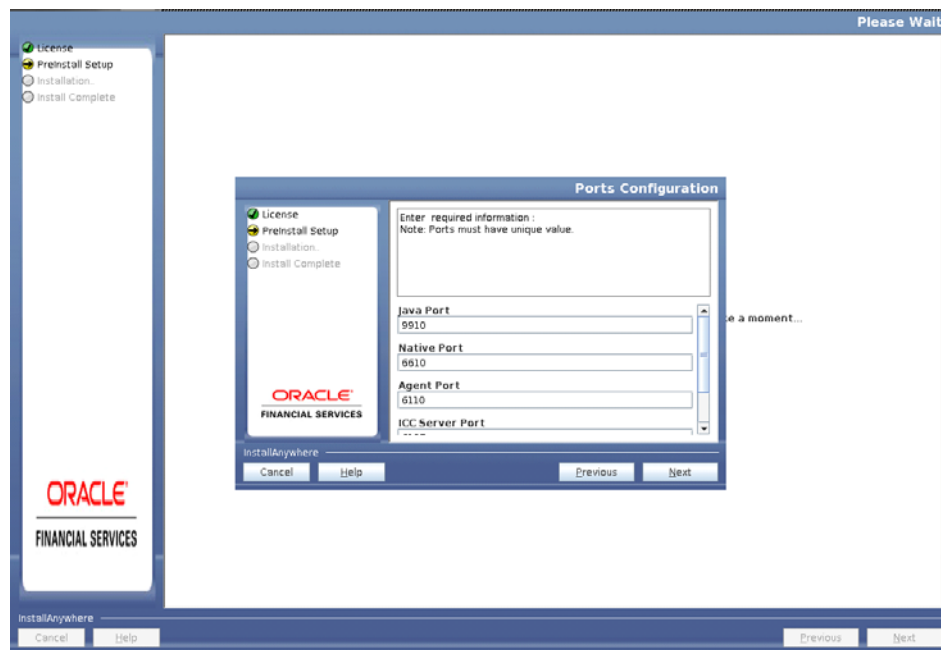 Please Wait
License
PreInstall Setup
Installation..
Install Complete
Ports Configuration
License
PreInstall Setup
Installation..
Install Complete
Enter required information :
Note: Ports must have unique value.
Java Port
9910
Native Port
6610
Agent Port
6110
ICC Server Port
e a moment...
ORACLE'
FINANCIAL SERVICES
InstallAnywhere
Cancel
Help
Previous
Next
ORACLE'
FINANCIAL SERVICES
InstallAnywhere
Cancel
Help
Previous
Next